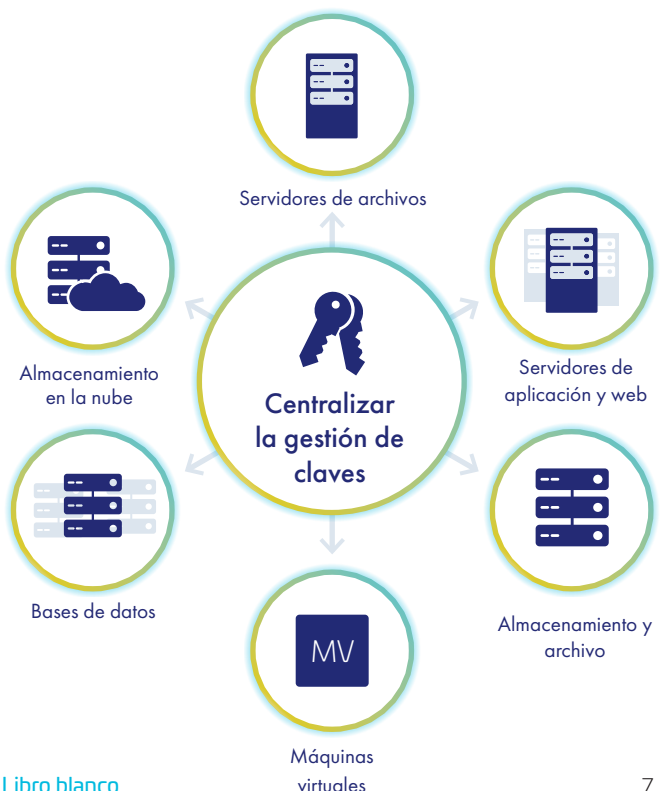 Servidores de archivos
Almacenamiento
en la nube
Centralizar
la gestión de
claves
Servidores de
aplicación y web
Bases de datos
MV
Almacenamiento y
archivo
Máquinas
virtuales
Libro blanco
7